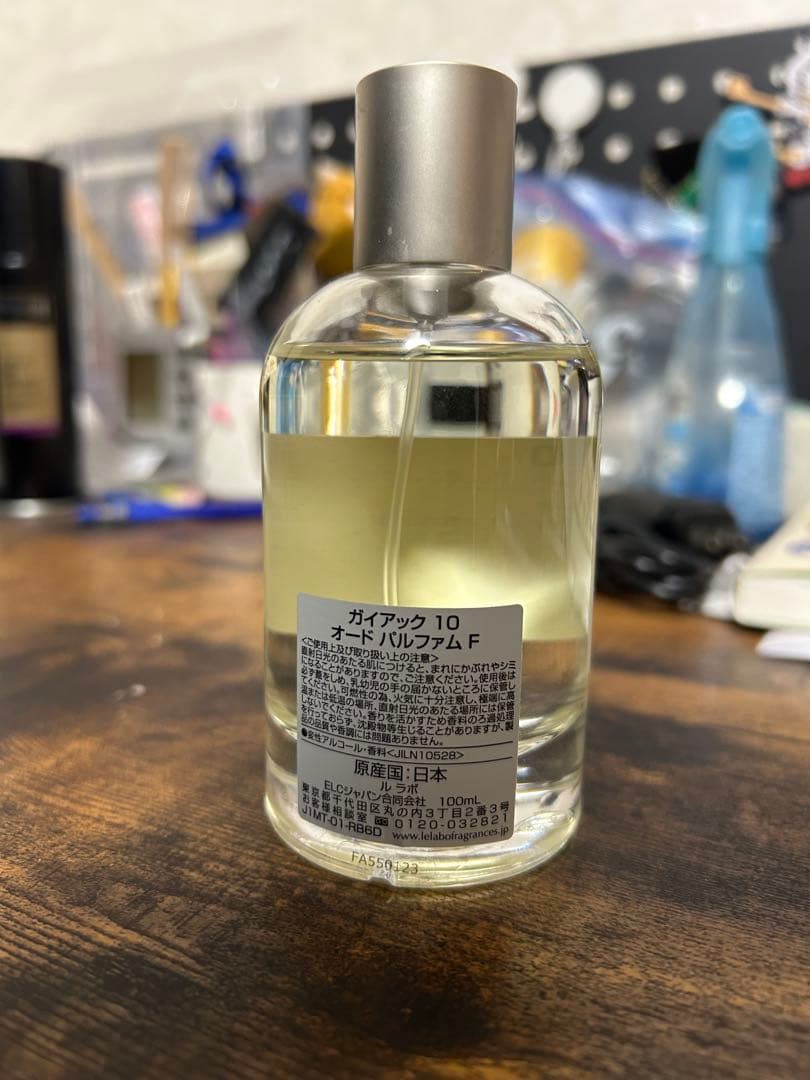 ガイアック 10
オード パルファム F
<ご使用上及び取り扱い上の注意>
直射日光のあたる肌につけると、まれにかぶれやシミ
になることがありますので、ご注意ください。使用後は
必ず蓋をしめ、乳幼児の手の届かないところに保管し
てください。可燃性の為、火気に十分注意し、極端に高
温または低温の場所、直射日光のあたる場所には保管
しないでください。香りを活かすため香料のろ過処理
を行っておらず、沈殿物等生じることがありますが、製
品の品質や香調には問題ありません。
●変性アルコール・香料<JILN10528>
原産国:日本
ル ラボ
ELCジャパン合同会社 100mL
東京都千代田区丸の内3丁目2番3号
お客様相談室 0120-032821
J1MT-01-RB6D www.lelabofragrances.jp
FA550123